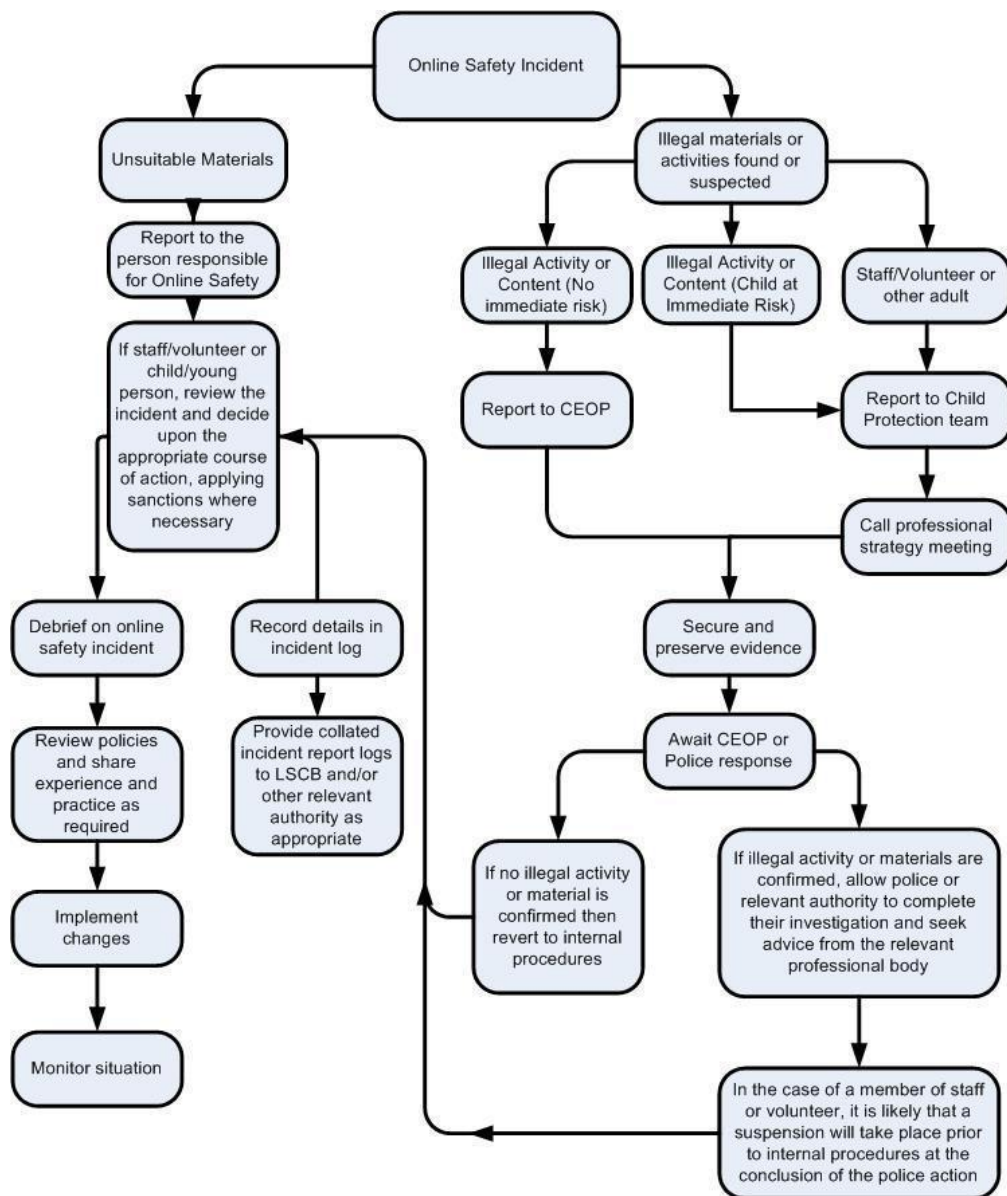 Online Safety Incident
Unsuitable Materials
Report to the
person responsible
for Online Safety
If staff/volunteer or
child/young
person, review the
incident and decide
upon the
appropriate course
of action, applying
sanctions where
necessary
Debrief on online
safety incident
Review policies
and share
experience and
practice as
required
Implement
changes
Monitor situation
Record details in
incident log
Provide collated
incident report logs
to LSCB and/or
other relevant
authority as
appropriate
Illegal materials or
activities found or
suspected
Illegal Activity or
Content (No
immediate risk)
Illegal Activity or
Content (Child at
Immediate Risk)
Staff/Volunteer or
other adult
Report to CEOP
Report to Child
Protection team
Call professional
strategy meeting
Secure and
preserve evidence
Await CEOP or
Police response
If no illegal activity
or material is
confirmed then
revert to internal
procedures
If illegal activity or materials are
confirmed, allow police or
relevant authority to complete
their investigation and seek
advice from the relevant
professional body
In the case of a member of staff
or volunteer, it is likely that a
suspension will take place prior
to internal procedures at the
conclusion of the police action